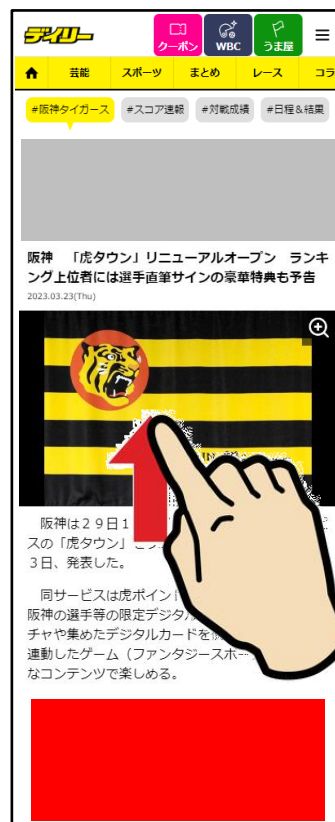 デイリー
クーポン
WBC
うま屋
芸能 スポーツ まとめ レース コラ
#阪神タイガース #スコア速報 #対戦成績 #日程&結果
阪神 「虎タウン」リニューアルオープン ランキ
ング上位者には選手直筆サインの豪華特典も予告
2023.03.23(Thu)
阪神は29日1
スの「虎タウン」
3日、発表した。
同サービスは虎ポイン
阪神の選手等の限定デジタル
チャや集めたデジタルカードを
連動したゲーム(ファンタジースポ
なコンテンツで楽しめる。